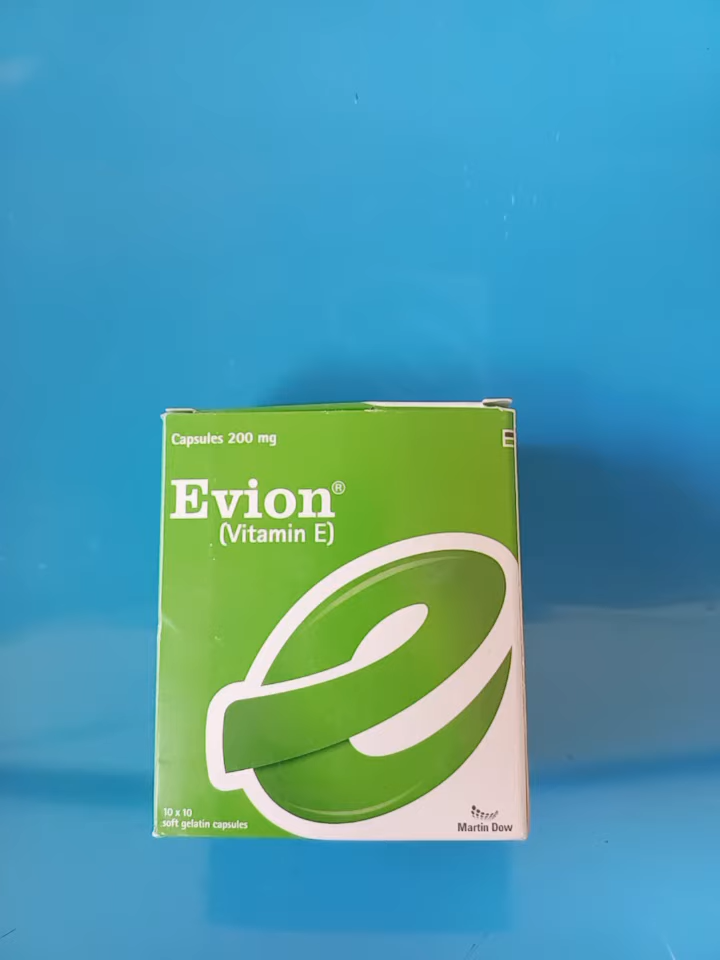 Capsules 200 mg
Evion®
(Vitamin E)
10 x 10
soft gelatin capsules
Martin Dow